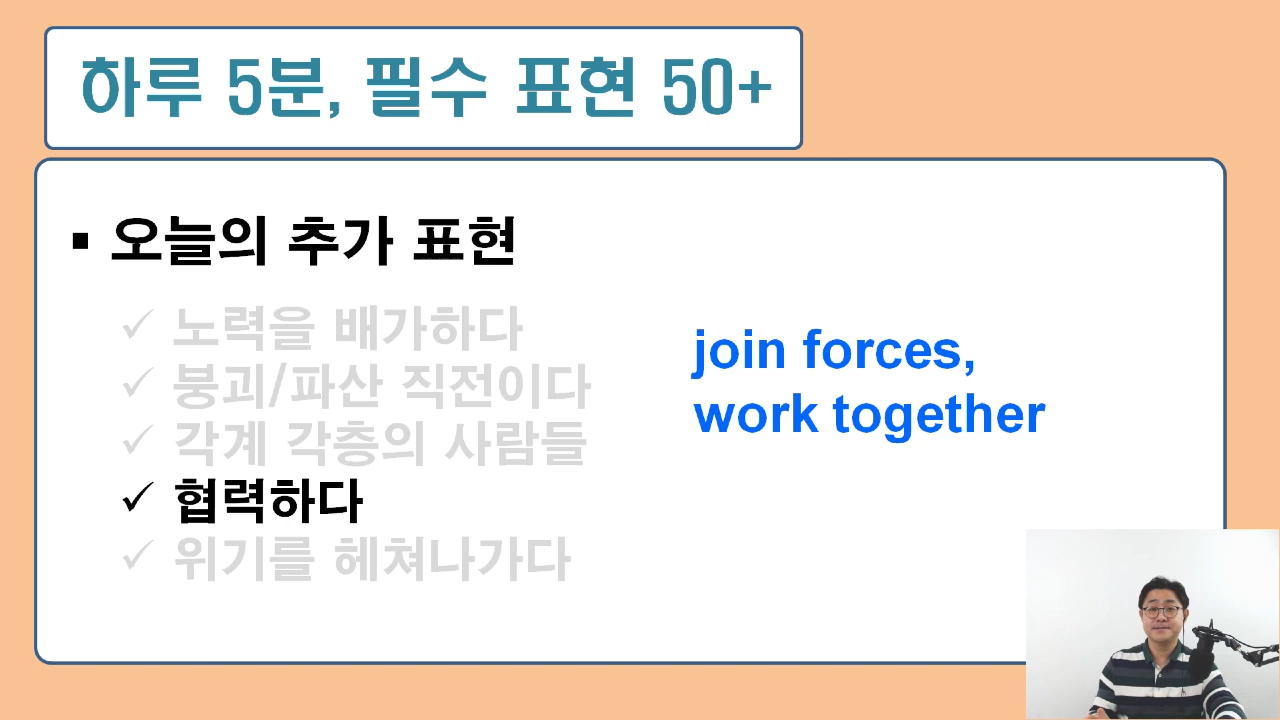 하루 5분, 필수 표현 50+
▪ 오늘의 추가 표현
✓ 노력을 배가하다
✓ 붕괴/파산 직전이다
✓ 각계 각층의 사람들
✓ 협력하다
✓ 위기를 헤쳐나가다
join forces,
work together